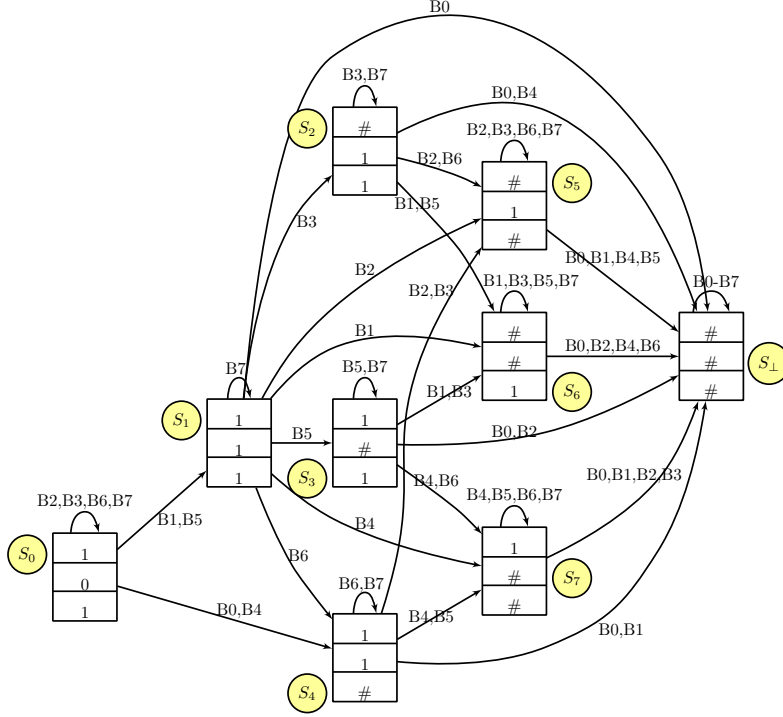 B0
B3,B7
S2
#
1
1
B0,B4
B2,B6
B1,B5
B2,B3,B6,B7
S5
#
1
#
B3
B2
B2,B3
B0,B1,B4,B5
B1,B3,B5,B7
#
#
1
S6
B0-B7
#
#
#
S⊥
B1
B0,B2,B4,B6
B7
S1
1
1
1
B5,B7
1
#
1
S3
B5
B1,B3
B0,B2
B4,B6
B4
B6
B2,B3,B6,B7
S0
1
0
1
B1,B5
B0,B4
B4,B5,B6,B7
1
#
#
S7
B0,B1,B2,B3
B6,B7
1
1
#
S4
B4,B5
B0,B1